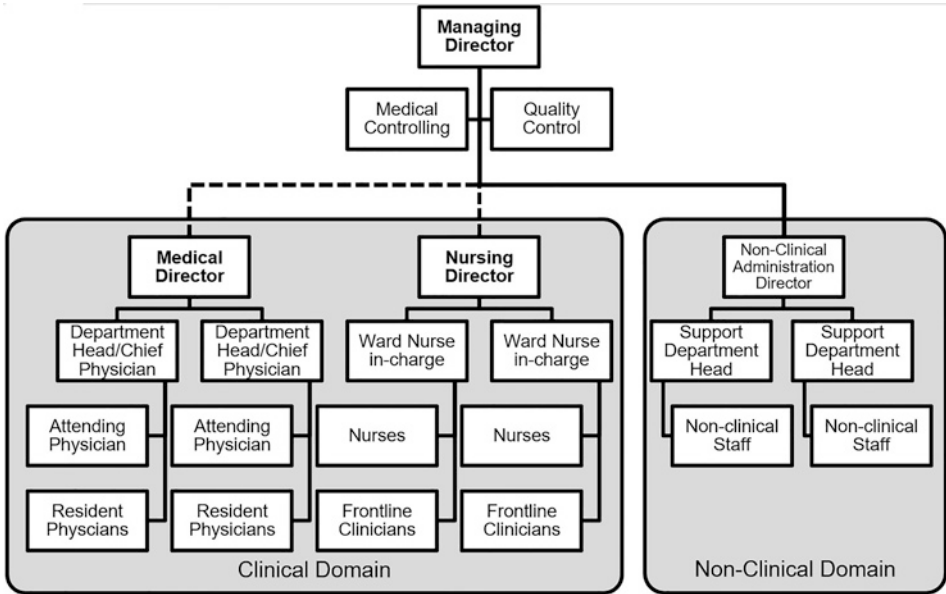 Managing
Director
Medical
Controlling
Quality
Control
Medical
Director
Nursing
Director
Non-Clinical
Administration
Director
Department
Head/Chief
Physician
Department
Head/Chief
Physician
Ward Nurse
in-charge
Ward Nurse
in-charge
Support
Department
Head
Support
Department
Head
Attending
Physician
Attending
Physician
Nurses
Nurses
Non-clinical
Staff
Non-clinical
Staff
Resident
Physcians
Resident
Physicians
Frontline
Clinicians
Frontline
Clinicians
Clinical Domain
Non-Clinical Domain